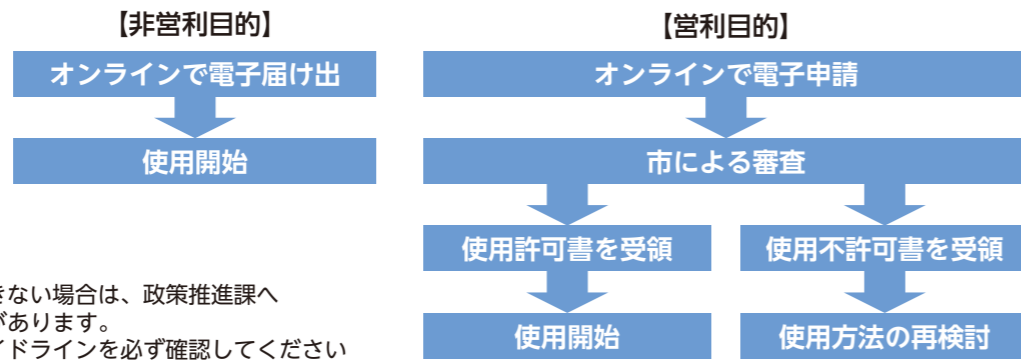 【非営利目的】
オンラインで電子届け出
使用開始
【営利目的】
オンラインで電子申請
市による審査
使用許可書を受領
使用不許可書を受領
使用開始
使用方法の再検討
きない場合は、政策推進課へ
があります。
イドラインを必ず確認してください